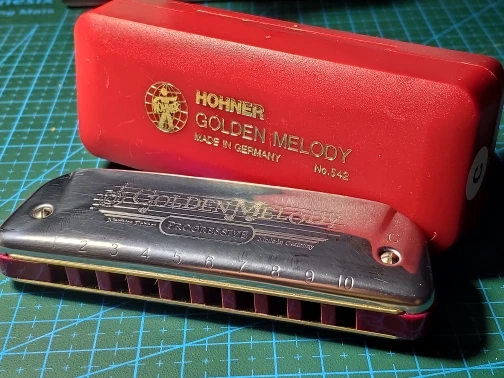 HOHNER
GOLDEN MELODY
MADE IN GERMANY No.542
C
GOLDEN MELODY
PROGRESSIVE
Made in Germany
C
1 2 3 4 5 6 7 8 9 10